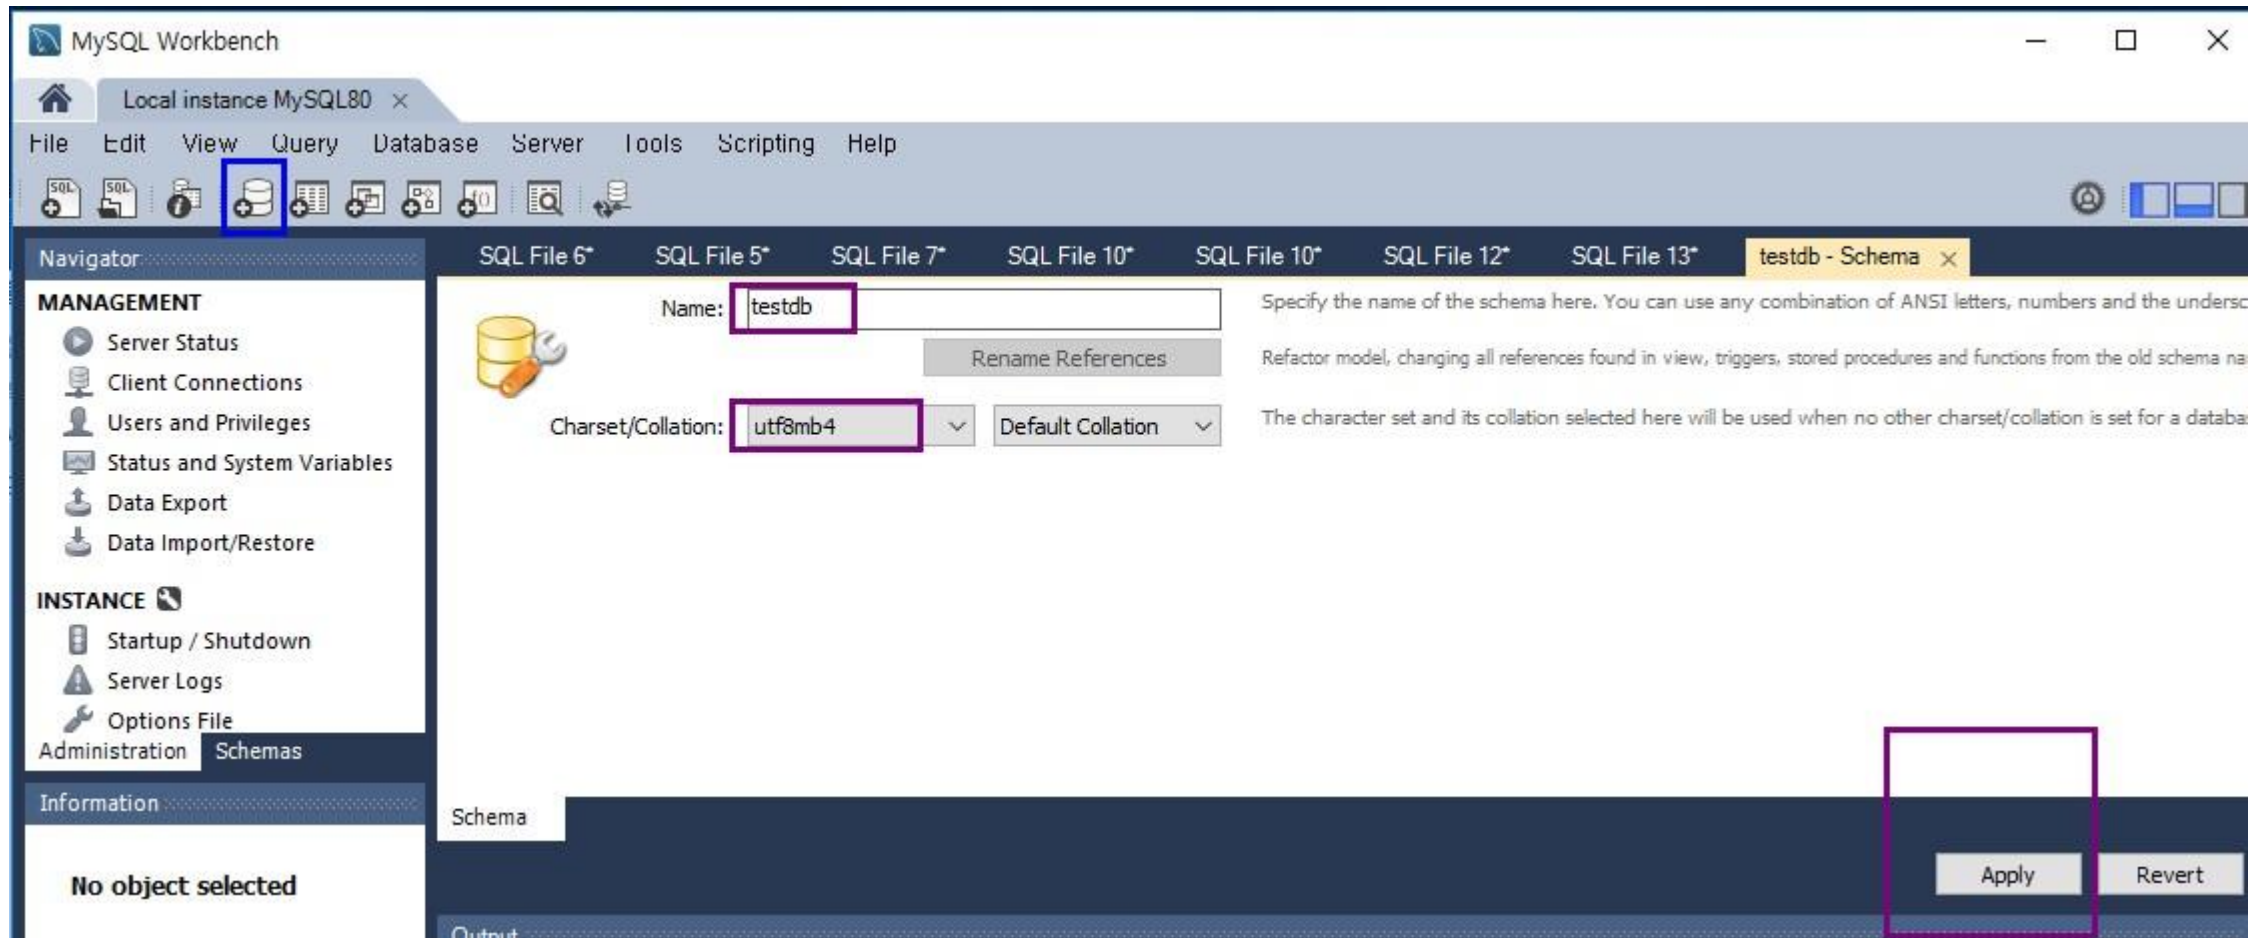 MySQL Workbench
Local instance MySQL80
File Edit View Query Database Server Tools Scripting Help
SQL SQL
Navigator
SQL File 6* SQL File 5* SQL File 7* SQL File 10* SQL File 10* SQL File 12* SQL File 13* testdb - Schema
MANAGEMENT
Server Status
Client Connections
Users and Privileges
Status and System Variables
Data Export
Data Import/Restore
INSTANCE
Startup / Shutdown
Server Logs
Options File
Administration Schemas
Information
No object selected
Name: testdb
Specify the name of the schema here. You can use any combination of ANSI letters, numbers and the undersc
Rename References
Refactor model, changing all references found in view, triggers, stored procedures and functions from the old schema na
Charset/Collation: utf8mb4 Default Collation
The character set and its collation selected here will be used when no other charset/collation is set for a databa
Schema
Apply Revert
Output